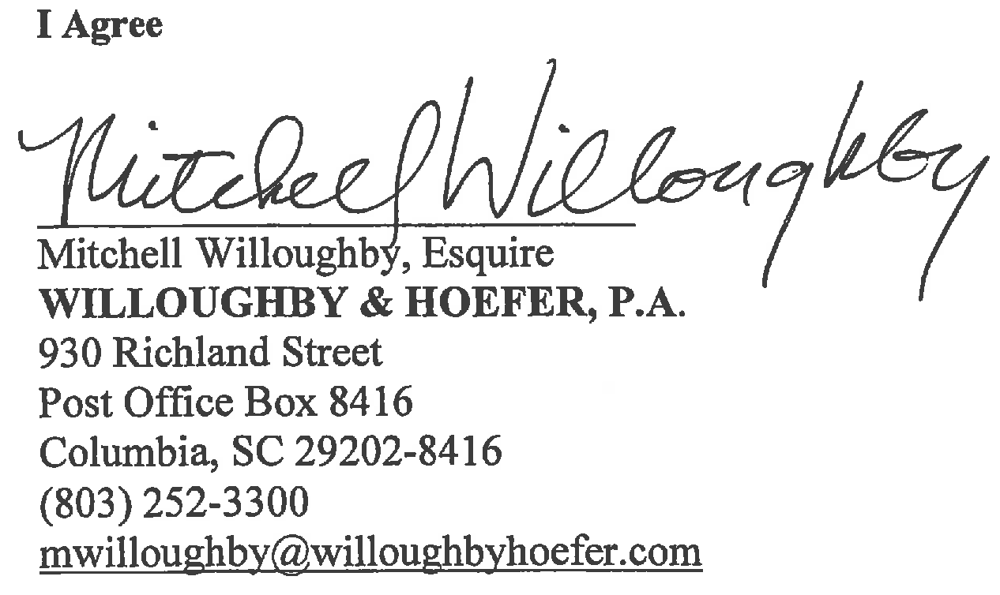 I Agree
Mitchell Willoughby
Mitchell Willoughby, Esquire
WILLOUGHBY & HOEFER, P.A.
930 Richland Street
Post Office Box 8416
Columbia, SC 29202-8416
(803) 252-3300
mwilloughby@willoughbyhoefer.com